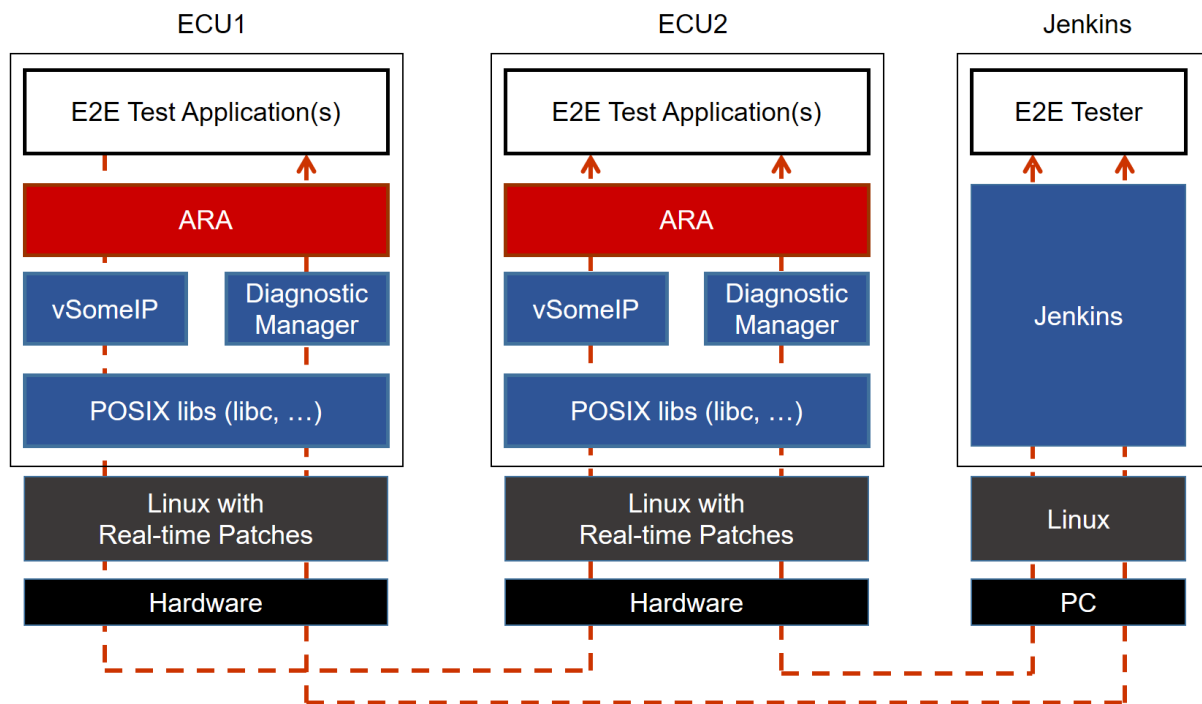 ECU1
E2E Test Application(s)
ARA
vSomeIP
Diagnostic
Manager
POSIX libs (libc, …)
Linux with
Real-time Patches
Hardware
ECU2
E2E Test Application(s)
ARA
vSomeIP
Diagnostic
Manager
POSIX libs (libc, …)
Linux with
Real-time Patches
Hardware
Jenkins
E2E Tester
Jenkins
Linux
PC